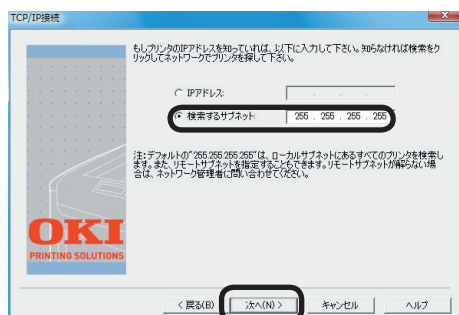 TCP/IP接続
もしプリンタのIPアドレスを知っていれば、以下に入力して下さい。知らなければ検索をク
リックしてネットワークでプリンタを探して下さい。
IPアドレス:
検索するサブネット: 255 . 255 . 255 . 255
注:デフォルトの"255.255.255.255"は、ローカルサブネットにあるすべてのプリンタを検索し
ます。また、リモートサブネットを指定することもできます。リモートサブネットが解らない場
合は、ネットワーク管理者に問い合わせてください。
OKI
PRINTING SOLUTIONS
< 戻る(B) 次へ(N) > キャンセル ヘルプ